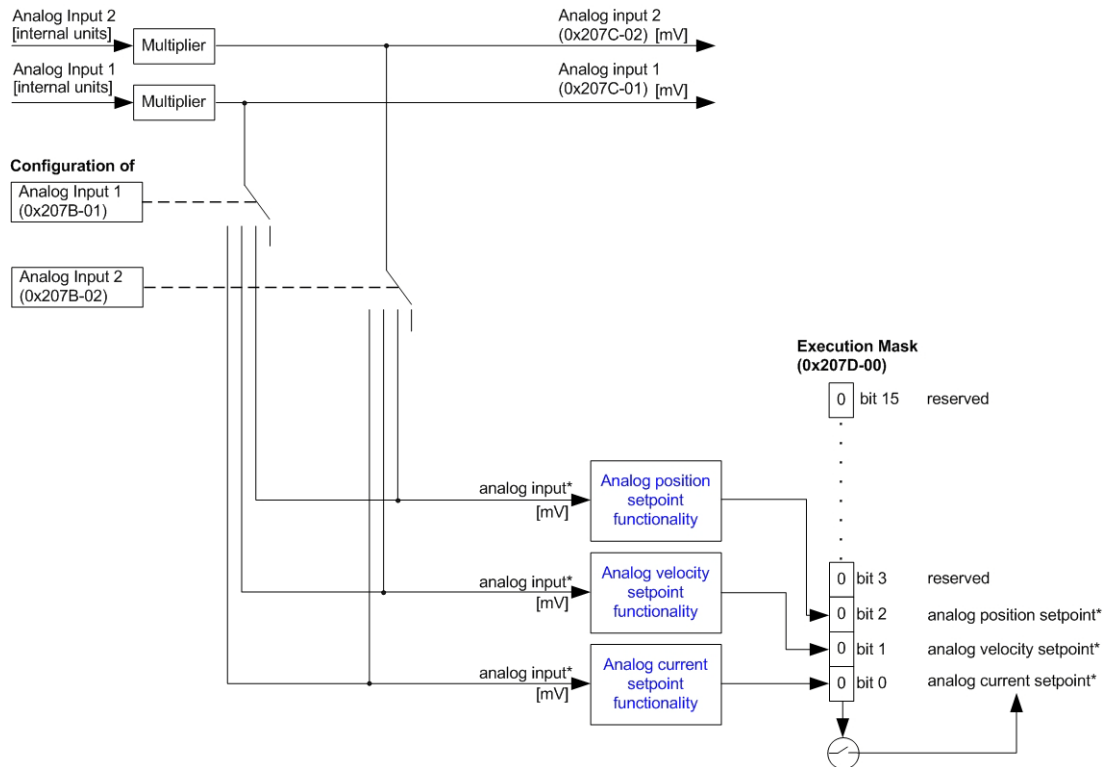 Analog Input 2
[internal units]
Multiplier
Analog input 2
(0x207C-02) [mV]
Analog Input 1
[internal units]
Multiplier
Analog input 1
(0x207C-01) [mV]
Configuration of
Analog Input 1
(0x207B-01)
Analog Input 2
(0x207B-02)
Execution Mask
(0x207D-00)
0 bit 15 reserved
analog input*
[mV]
Analog position
setpoint
functionality
analog input*
[mV]
Analog velocity
setpoint
functionality
analog input*
[mV]
Analog current
setpoint
functionality
0 bit 3 reserved
0 bit 2 analog position setpoint*
0 bit 1 analog velocity setpoint*
0 bit 0 analog current setpoint*